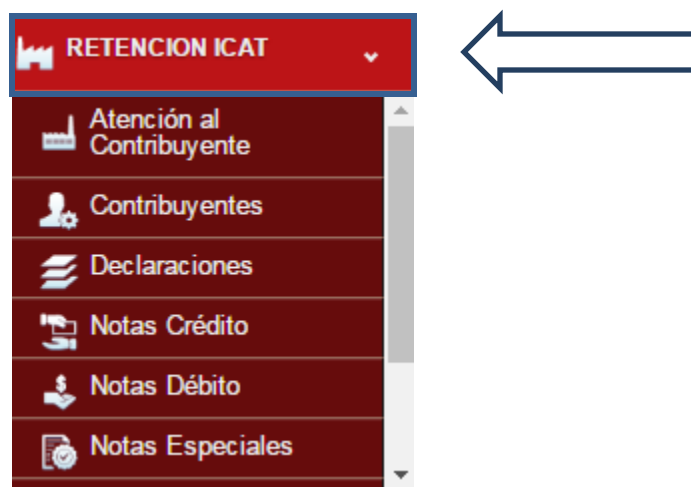 RETENCION ICAT
Atención al
Contribuyente
Contribuyentes
Declaraciones
Notas Crédito
Notas Débito
Notas Especiales